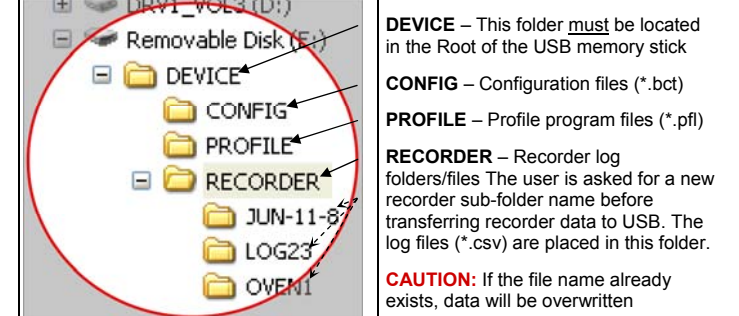 DRV1_VOL3 (D:)
Removable Disk (E:)
DEVICE
CONFIG
PROFILE
RECORDER
JUN-11-8
LOG23
OVEN1
DEVICE – This folder must be located
in the Root of the USB memory stick
CONFIG – Configuration files (*.bct)
PROFILE – Profile program files (*.pfl)
RECORDER – Recorder log
folders/files The user is asked for a new
recorder sub-folder name before
transferring recorder data to USB. The
log files (*.csv) are placed in this folder.
CAUTION: If the file name already
exists, data will be overwritten